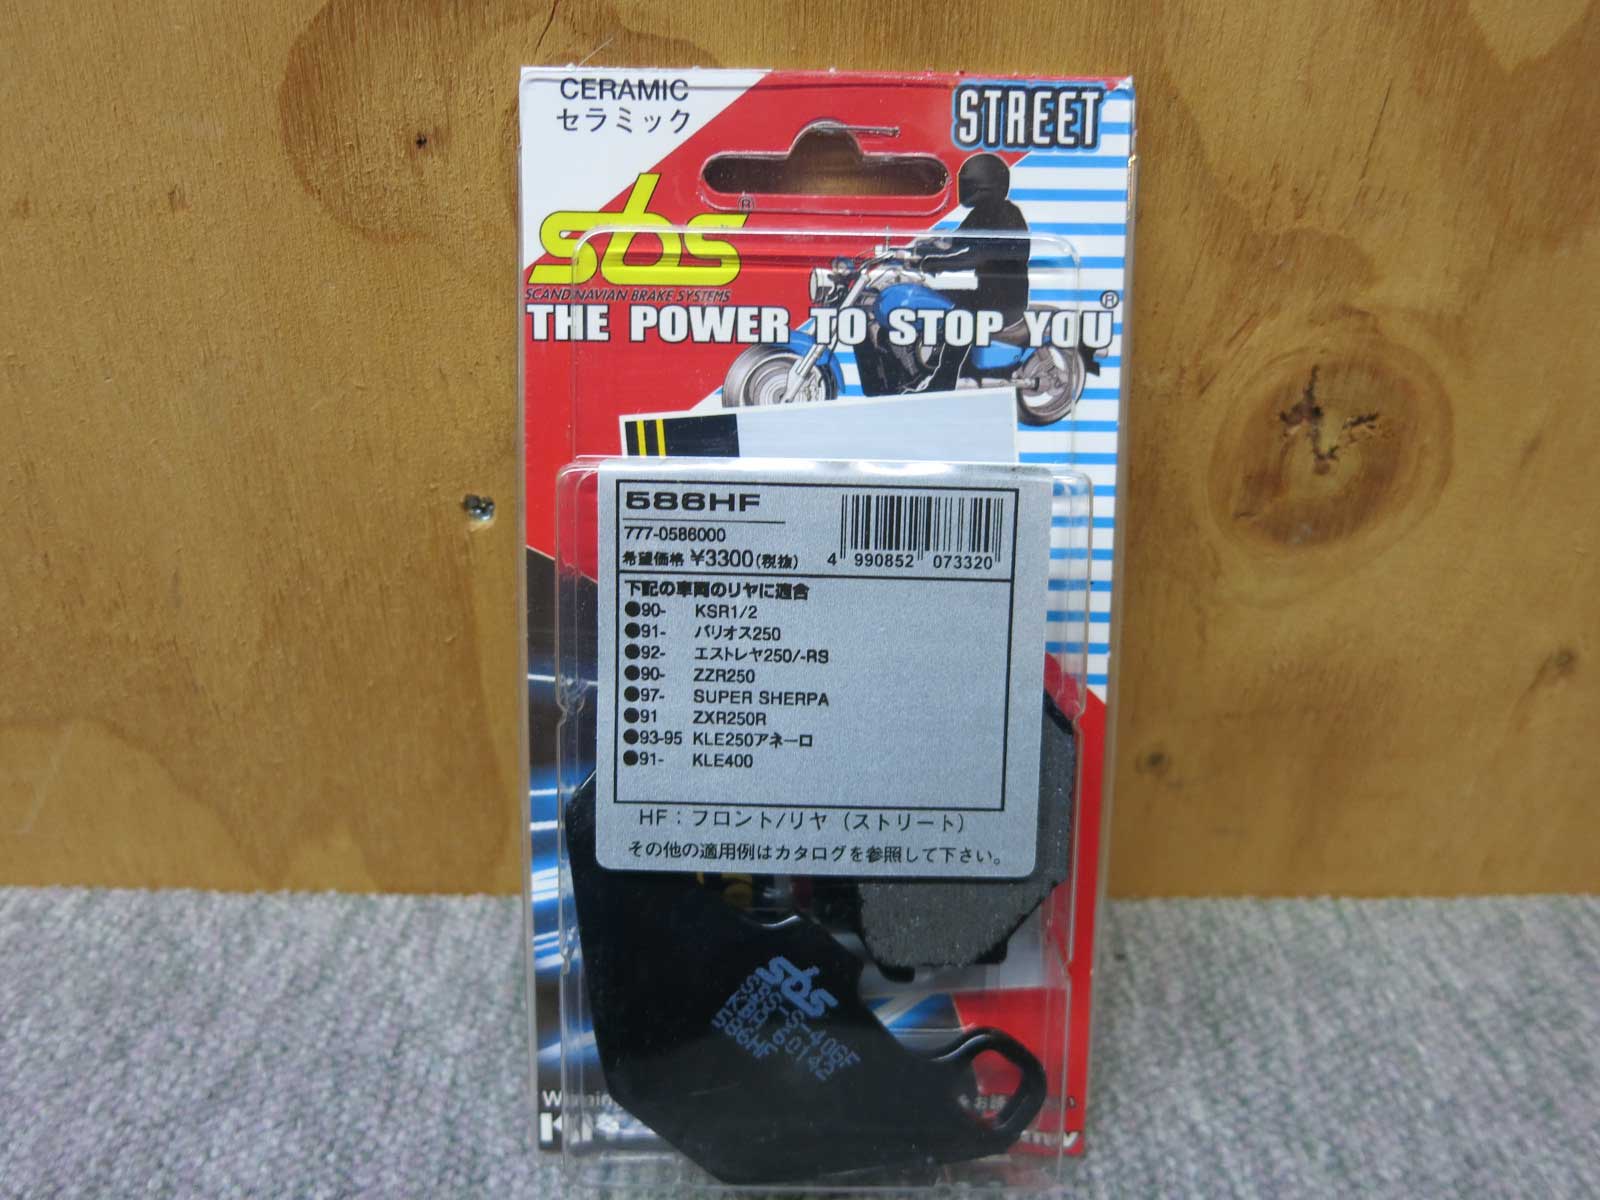 CERAMIC
セラミック
STREET
sbs®
SCANDINAVIAN BRAKE SYSTEMS
THE POWER TO STOP YOU®
586HF
777-0586000
希望価格 ¥3300(税抜)
4 990852 073320
下記の車両のリヤに適合
●90- KSR1/2
●91- バリオス250
●92- エストレヤ250/-RS
●90- ZZR250
●97- SUPER SHERPA
●91 ZXR250R
●93-95 KLE250アネーロ
●91- KLE400
HF：フロント/リヤ（ストリート）
その他の適用例はカタログを参照して下さい。
sbs